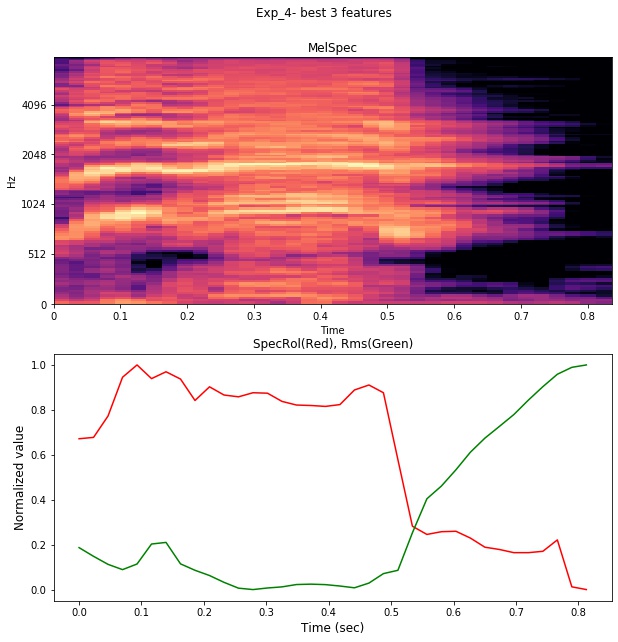 Exp_4- best 3 features
MelSpec
4096
2048
1024
512
0
Hz
0 0.1 0.2 0.3 0.4 0.5 0.6 0.7 0.8
Time
SpecRol(Red), Rms(Green)
1.0
0.8
0.6
0.4
0.2
0.0
Normalized value
0.0 0.1 0.2 0.3 0.4 0.5 0.6 0.7 0.8
Time (sec)